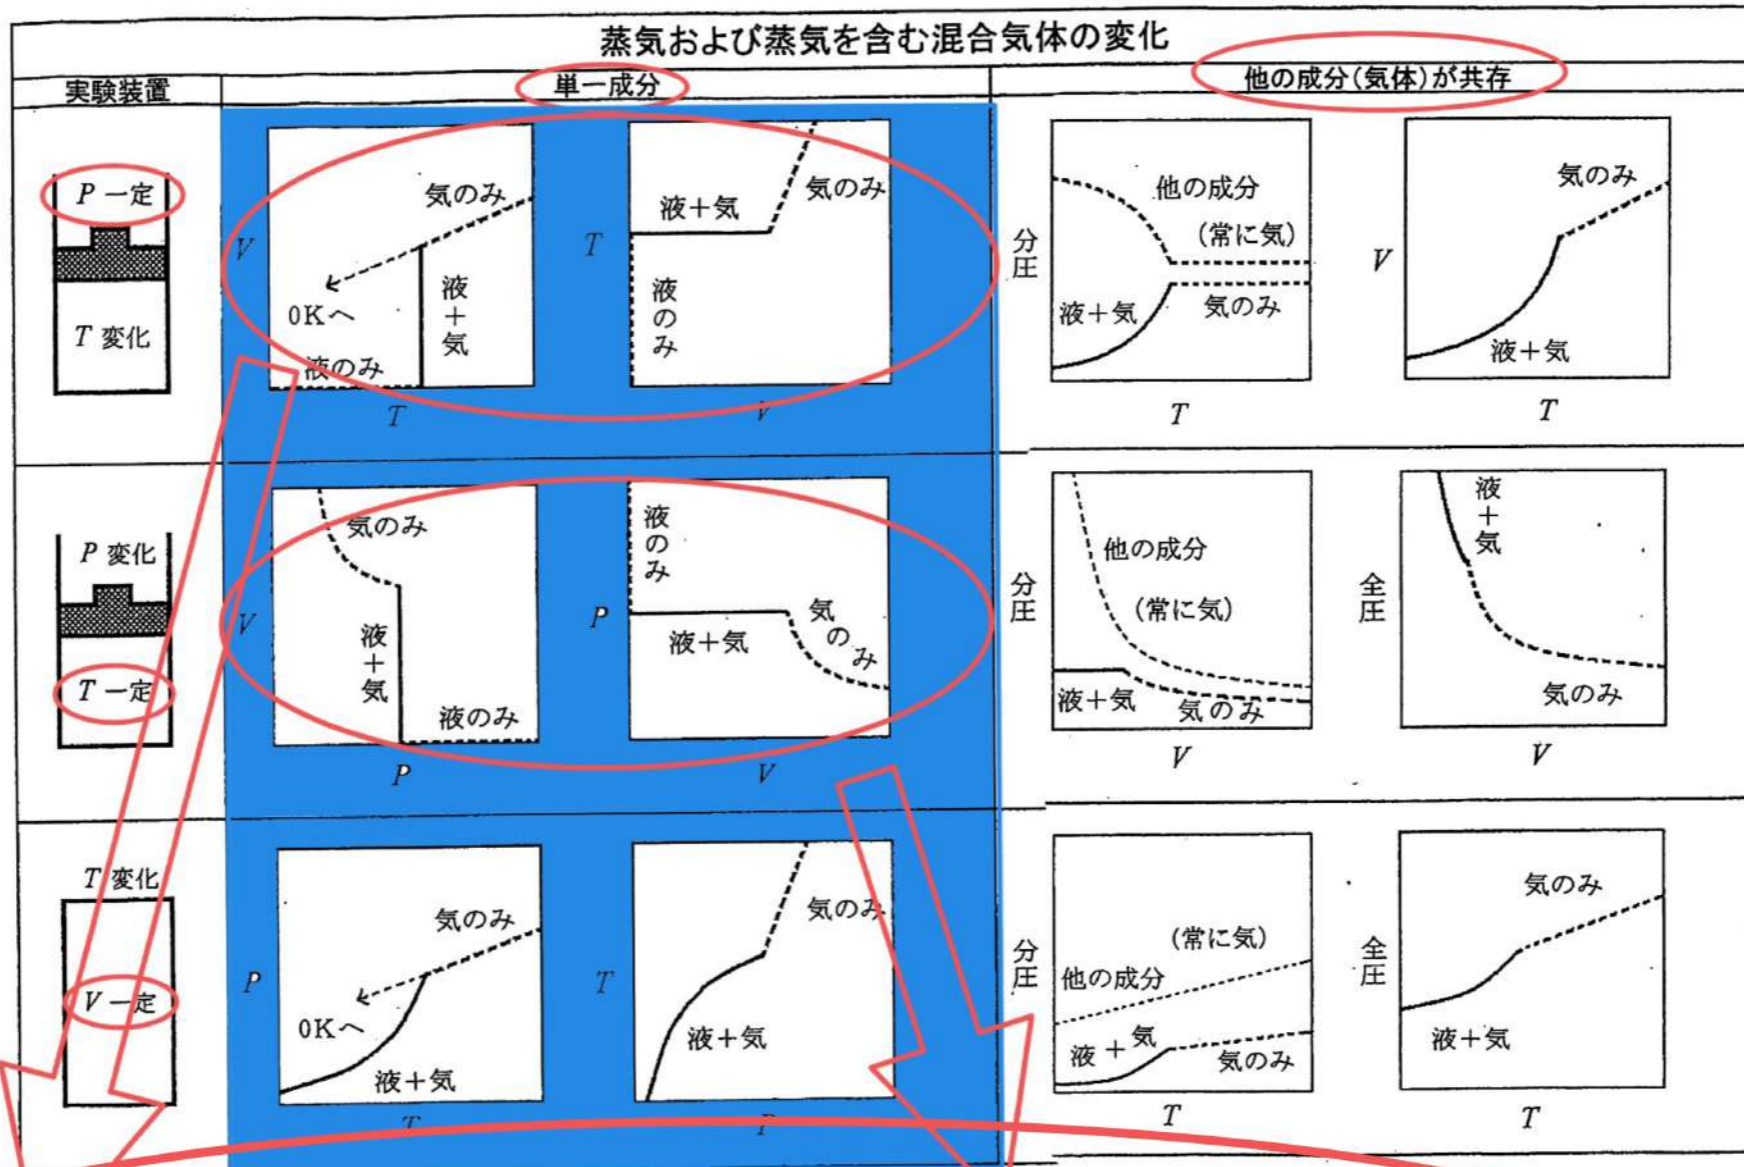 蒸気および蒸気を含む混合気体の変化
実験装置
単一成分
他の成分(気体)が共存
P 一定
T 変化
V
気のみ
液+気
0Kへ
液のみ
T
T
液+気
気のみ
液のみ
V
分圧
他の成分
(常に気)
液+気
気のみ
T
V
気のみ
液+気
T
P 変化
T 一定
V
気のみ
液+気
液のみ
P
P
液のみ
液+気
気のみ
V
分圧
他の成分
(常に気)
液+気
気のみ
V
全圧
液+気
気のみ
V
T 変化
V 一定
P
気のみ
0Kへ
液+気
T
T
気のみ
液+気
P
分圧
(常に気)
他の成分
液+気
気のみ
T
全圧
気のみ
液+気
T